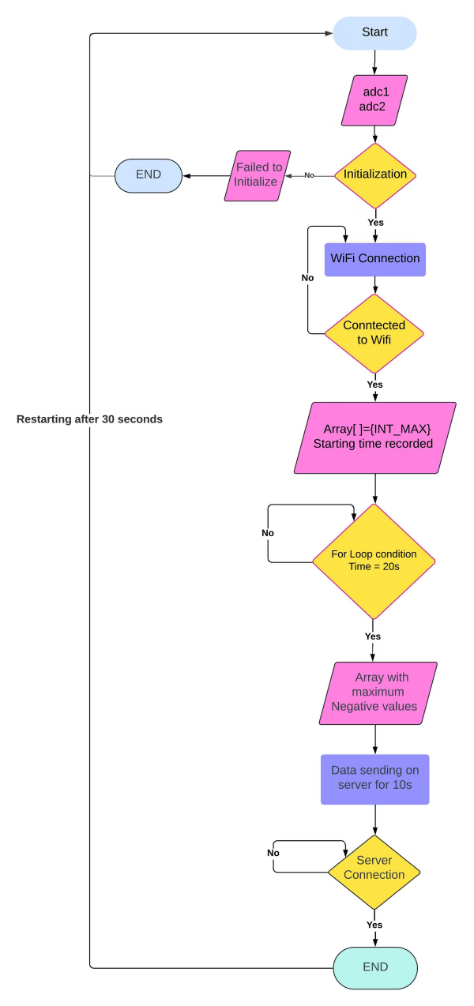 Start
adc1
adc2
Initialization
No
Failed to
Initialize
END
Yes
WiFi Connection
No
Conntected
to Wifi
Yes
Restarting after 30 seconds
Array[ ]={INT_MAX}
Starting time recorded
No
For Loop condition
Time = 20s
Yes
Array with
maximum
Negative values
Data sending on
server for 10s
No
Server
Connection
Yes
END